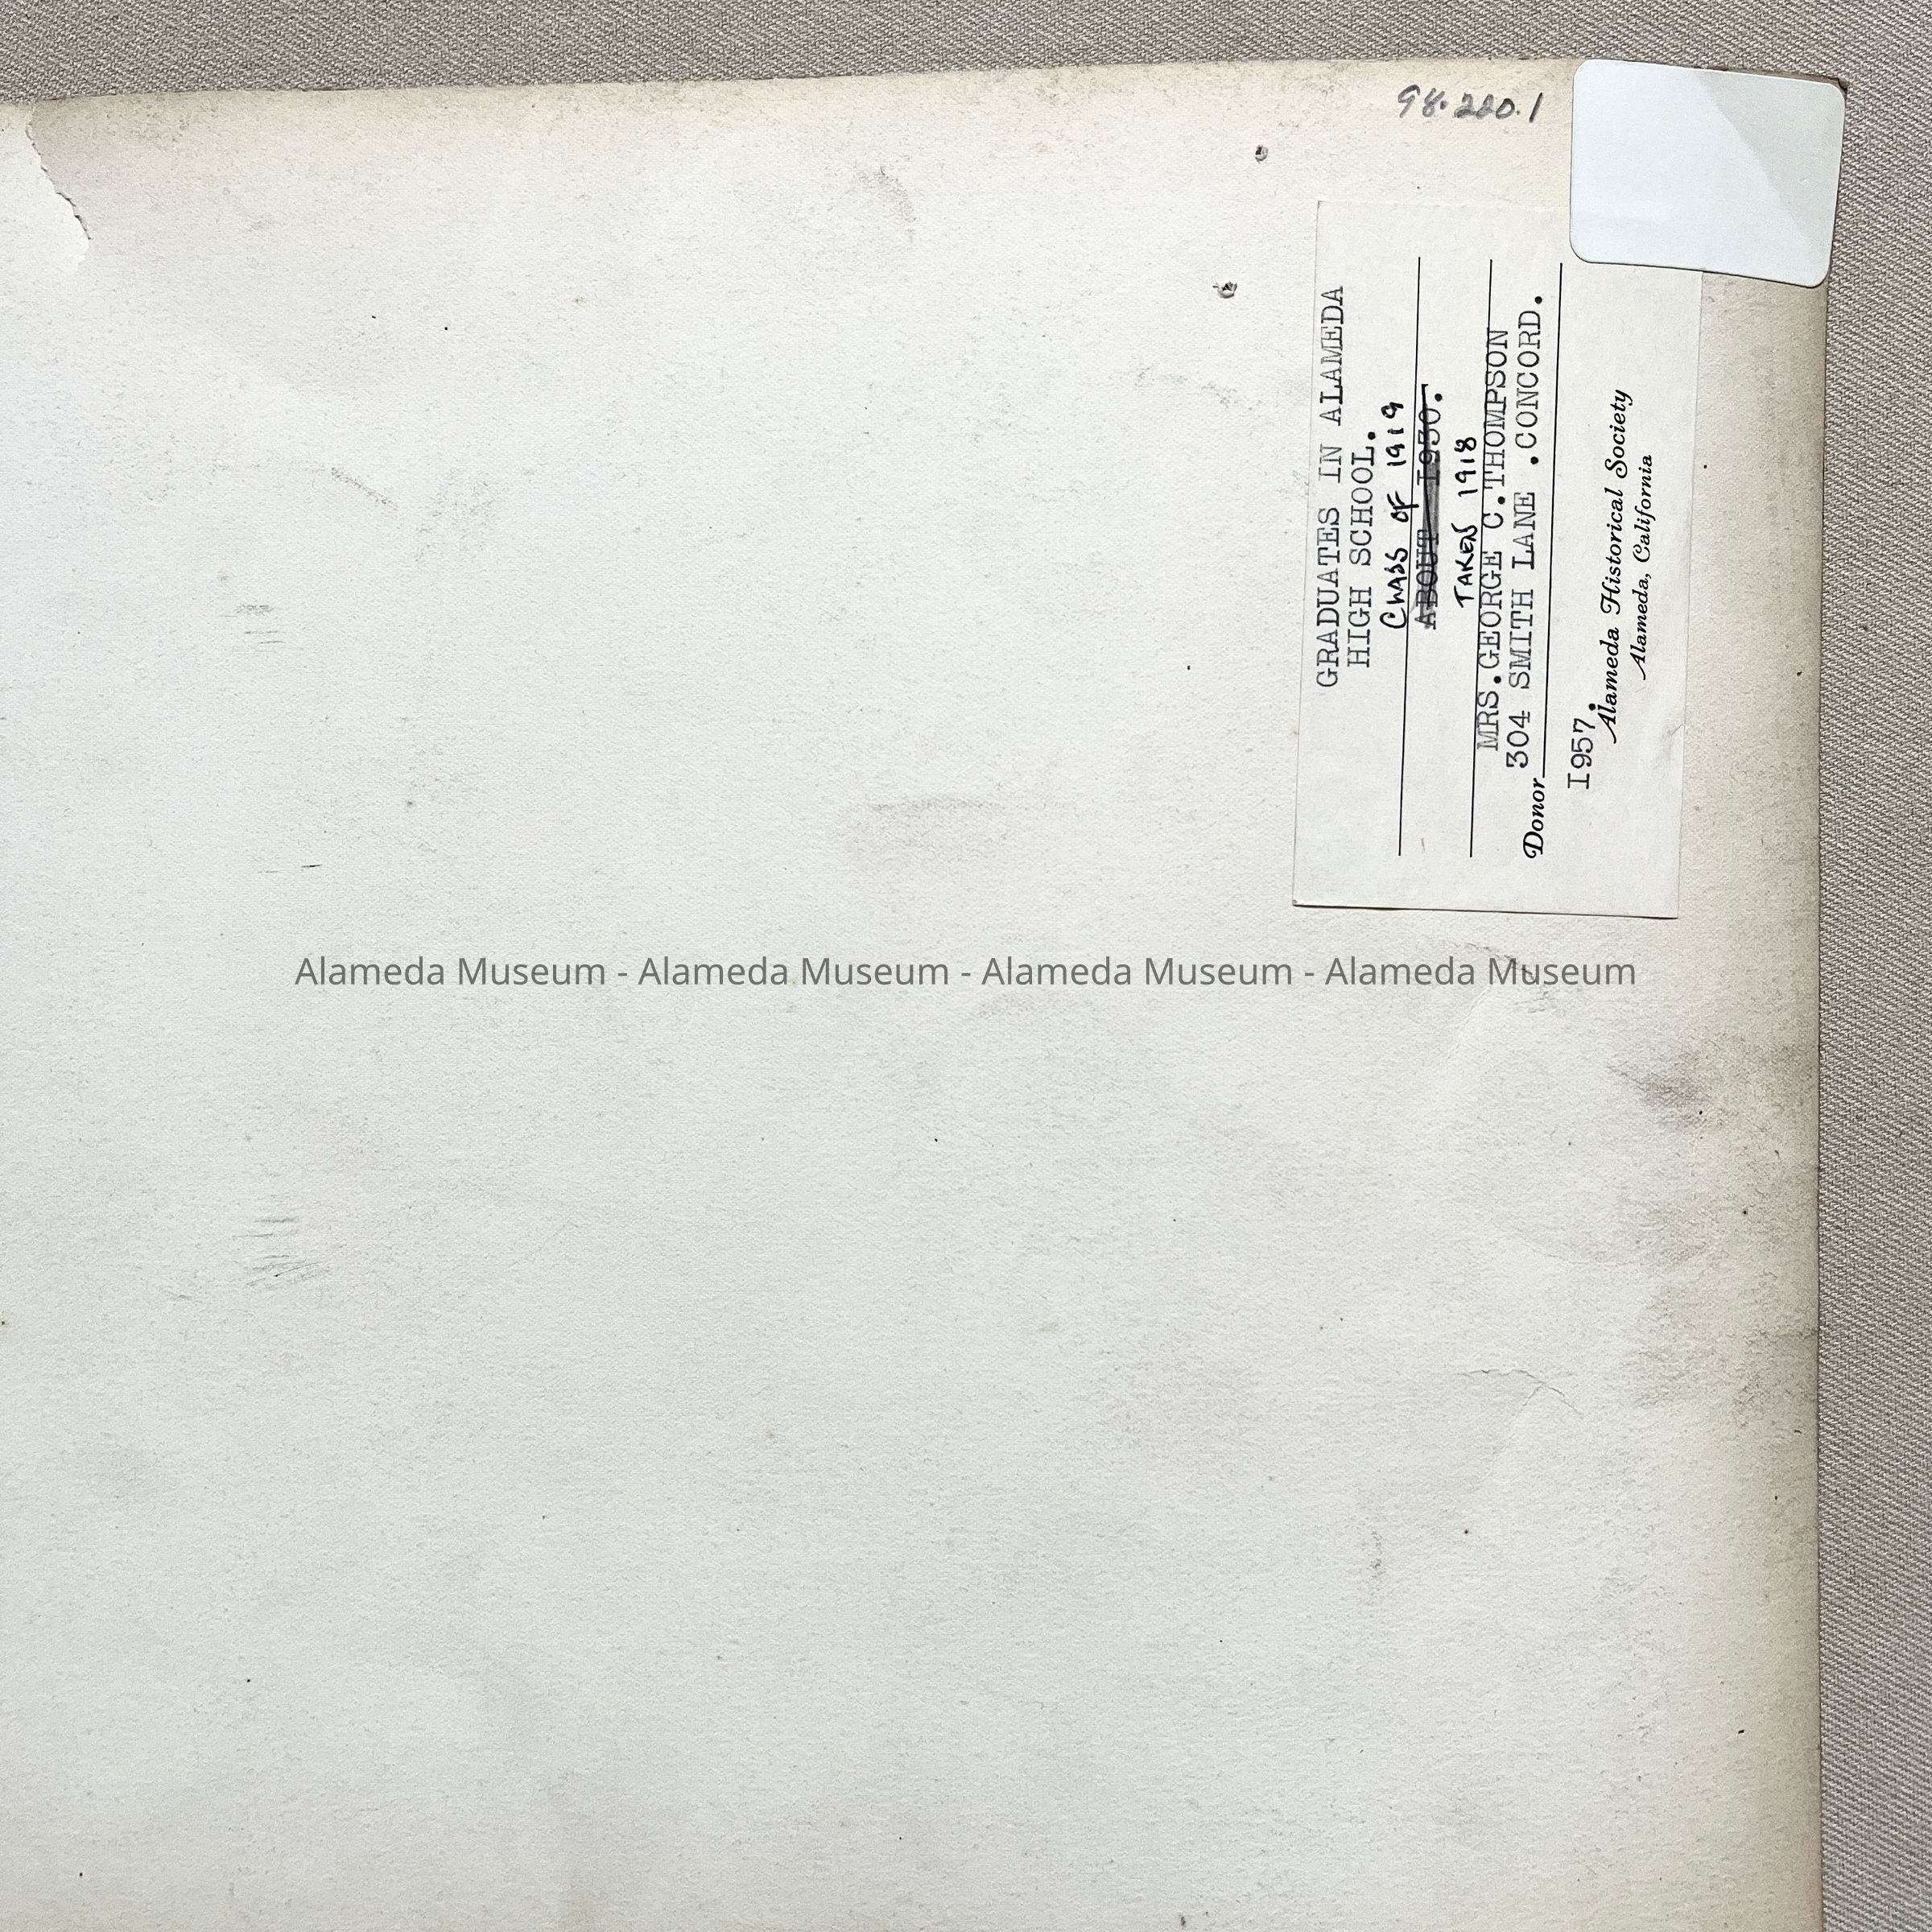 98.220.1
GRADUATES IN ALAMEDA
HIGH SCHOOL.
CLASS OF 1919
ABOUT I930.
TAKEN 1918
MRS.GEORGE C.THOMPSON
304 SMITH LANE .CONCORD.
Donor
I957.
Alameda Historical Society
Alameda, California
Alameda Museum - Alameda Museum - Alameda Museum - Alameda Museum